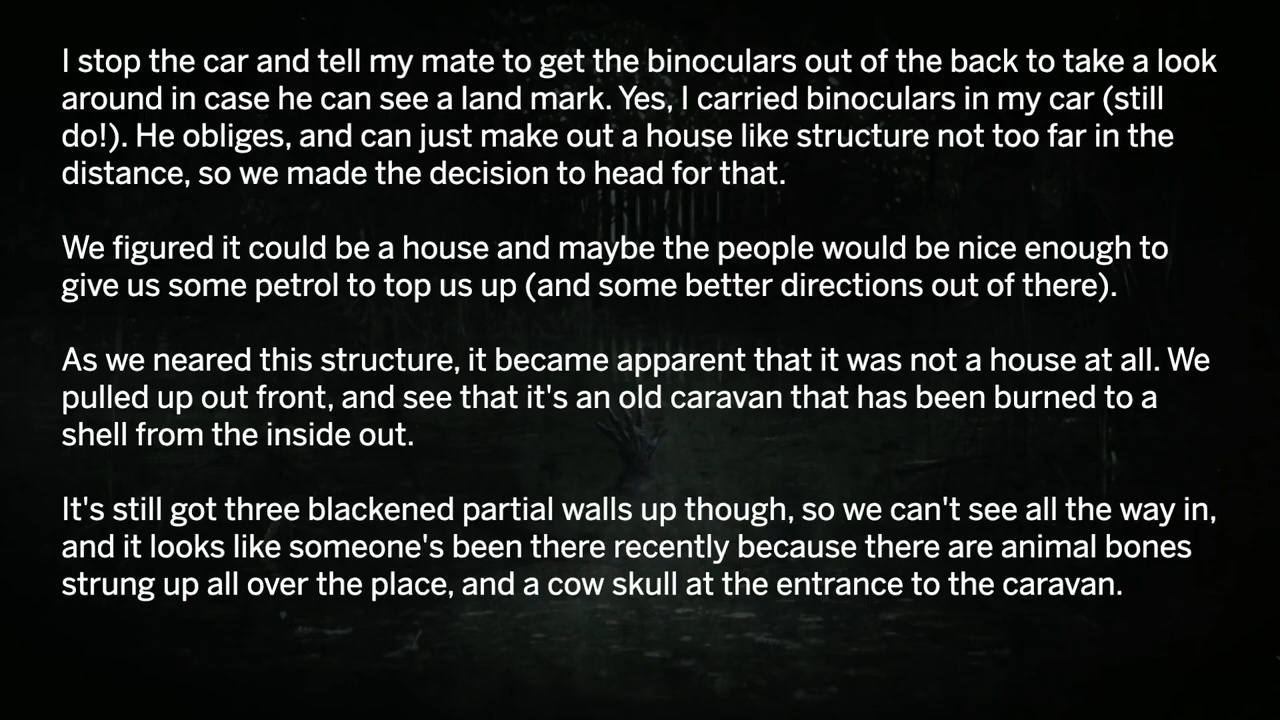 I stop the car and tell my mate to get the binoculars out of the back to take a look
around in case he can see a land mark. Yes, I carried binoculars in my car (still
do!). He obliges, and can just make out a house like structure not too far in the
distance, so we made the decision to head for that.
We figured it could be a house and maybe the people would be nice enough to
give us some petrol to top us up (and some better directions out of there).
As we neared this structure, it became apparent that it was not a house at all. We
pulled up out front, and see that it's an old caravan that has been burned to a
shell from the inside out.
It's still got three blackened partial walls up though, so we can't see all the way in,
and it looks like someone's been there recently because there are animal bones
strung up all over the place, and a cow skull at the entrance to the caravan.